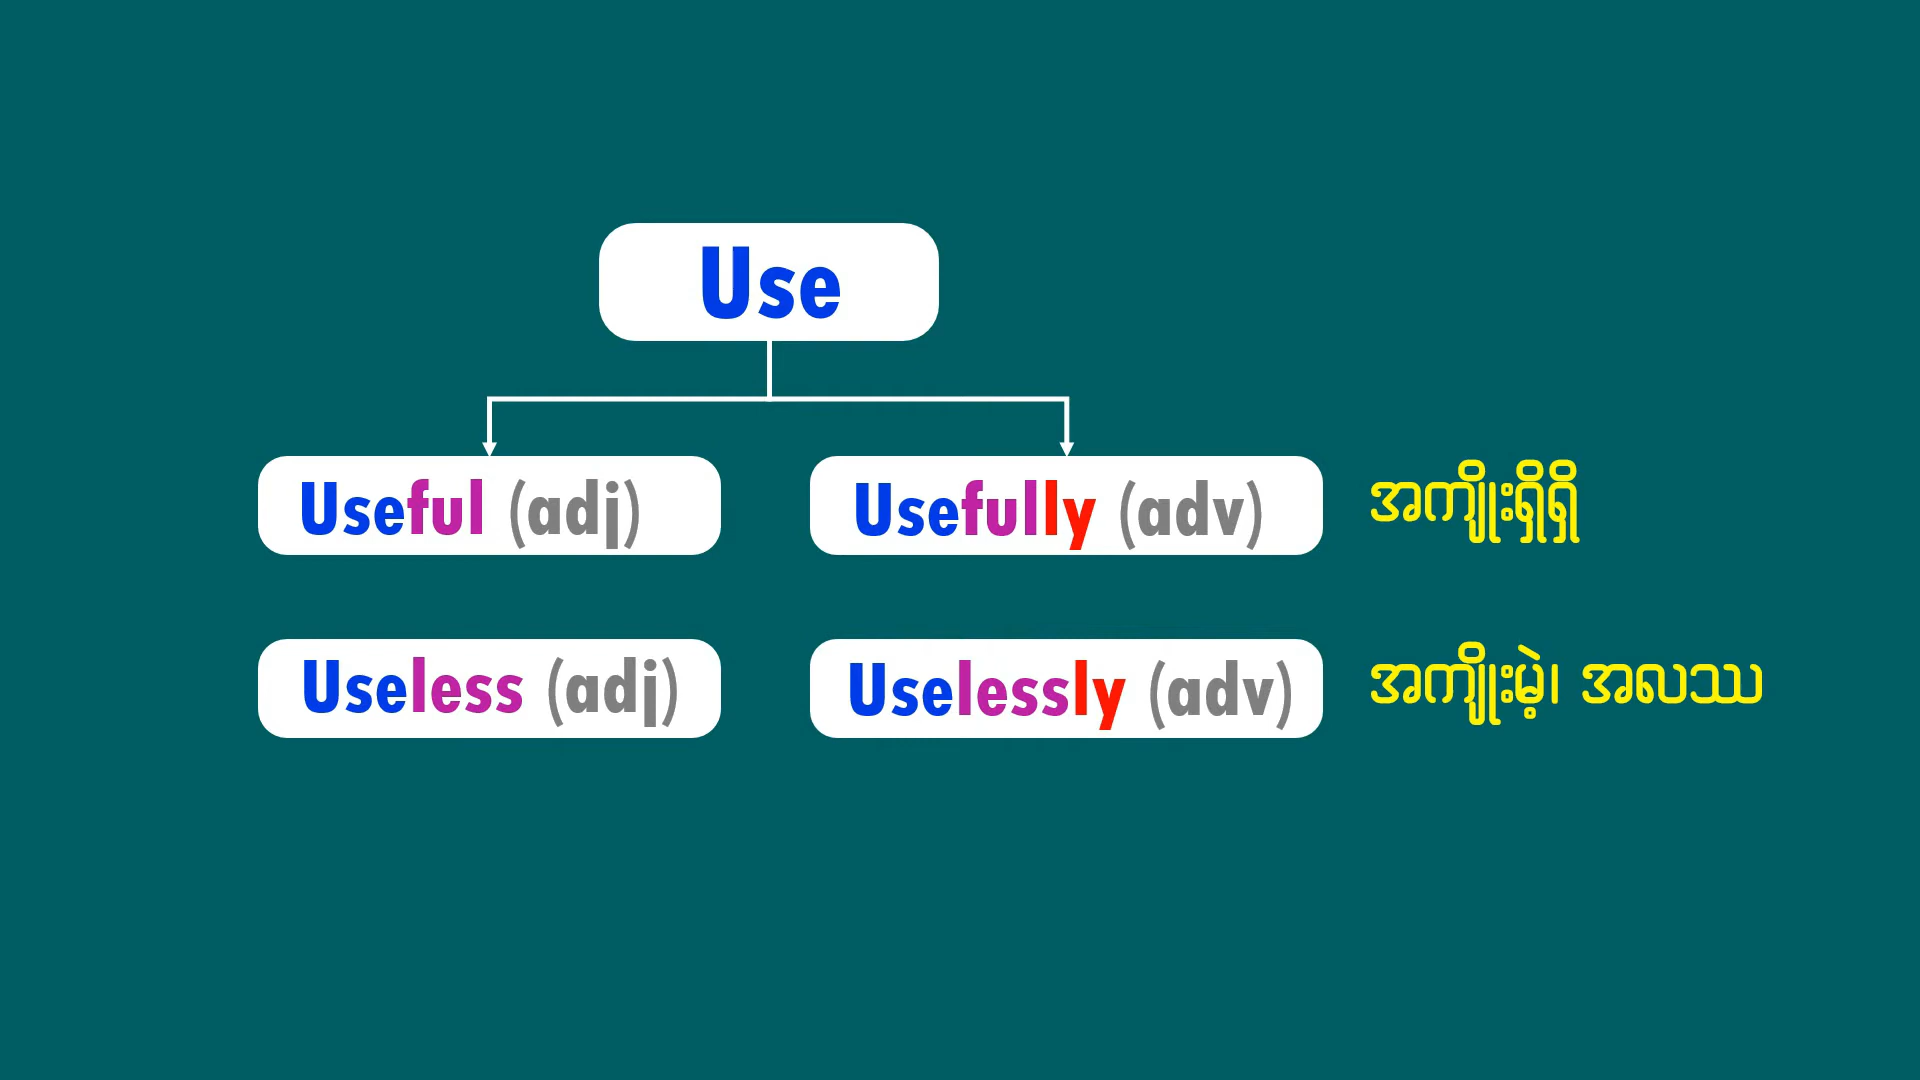 Use
Useful (adj) Usefully (adv) အကျိုးရှိရှိ
Useless (adj) Uselessly (adv) အကျိုးမဲ့၊ အလဿ